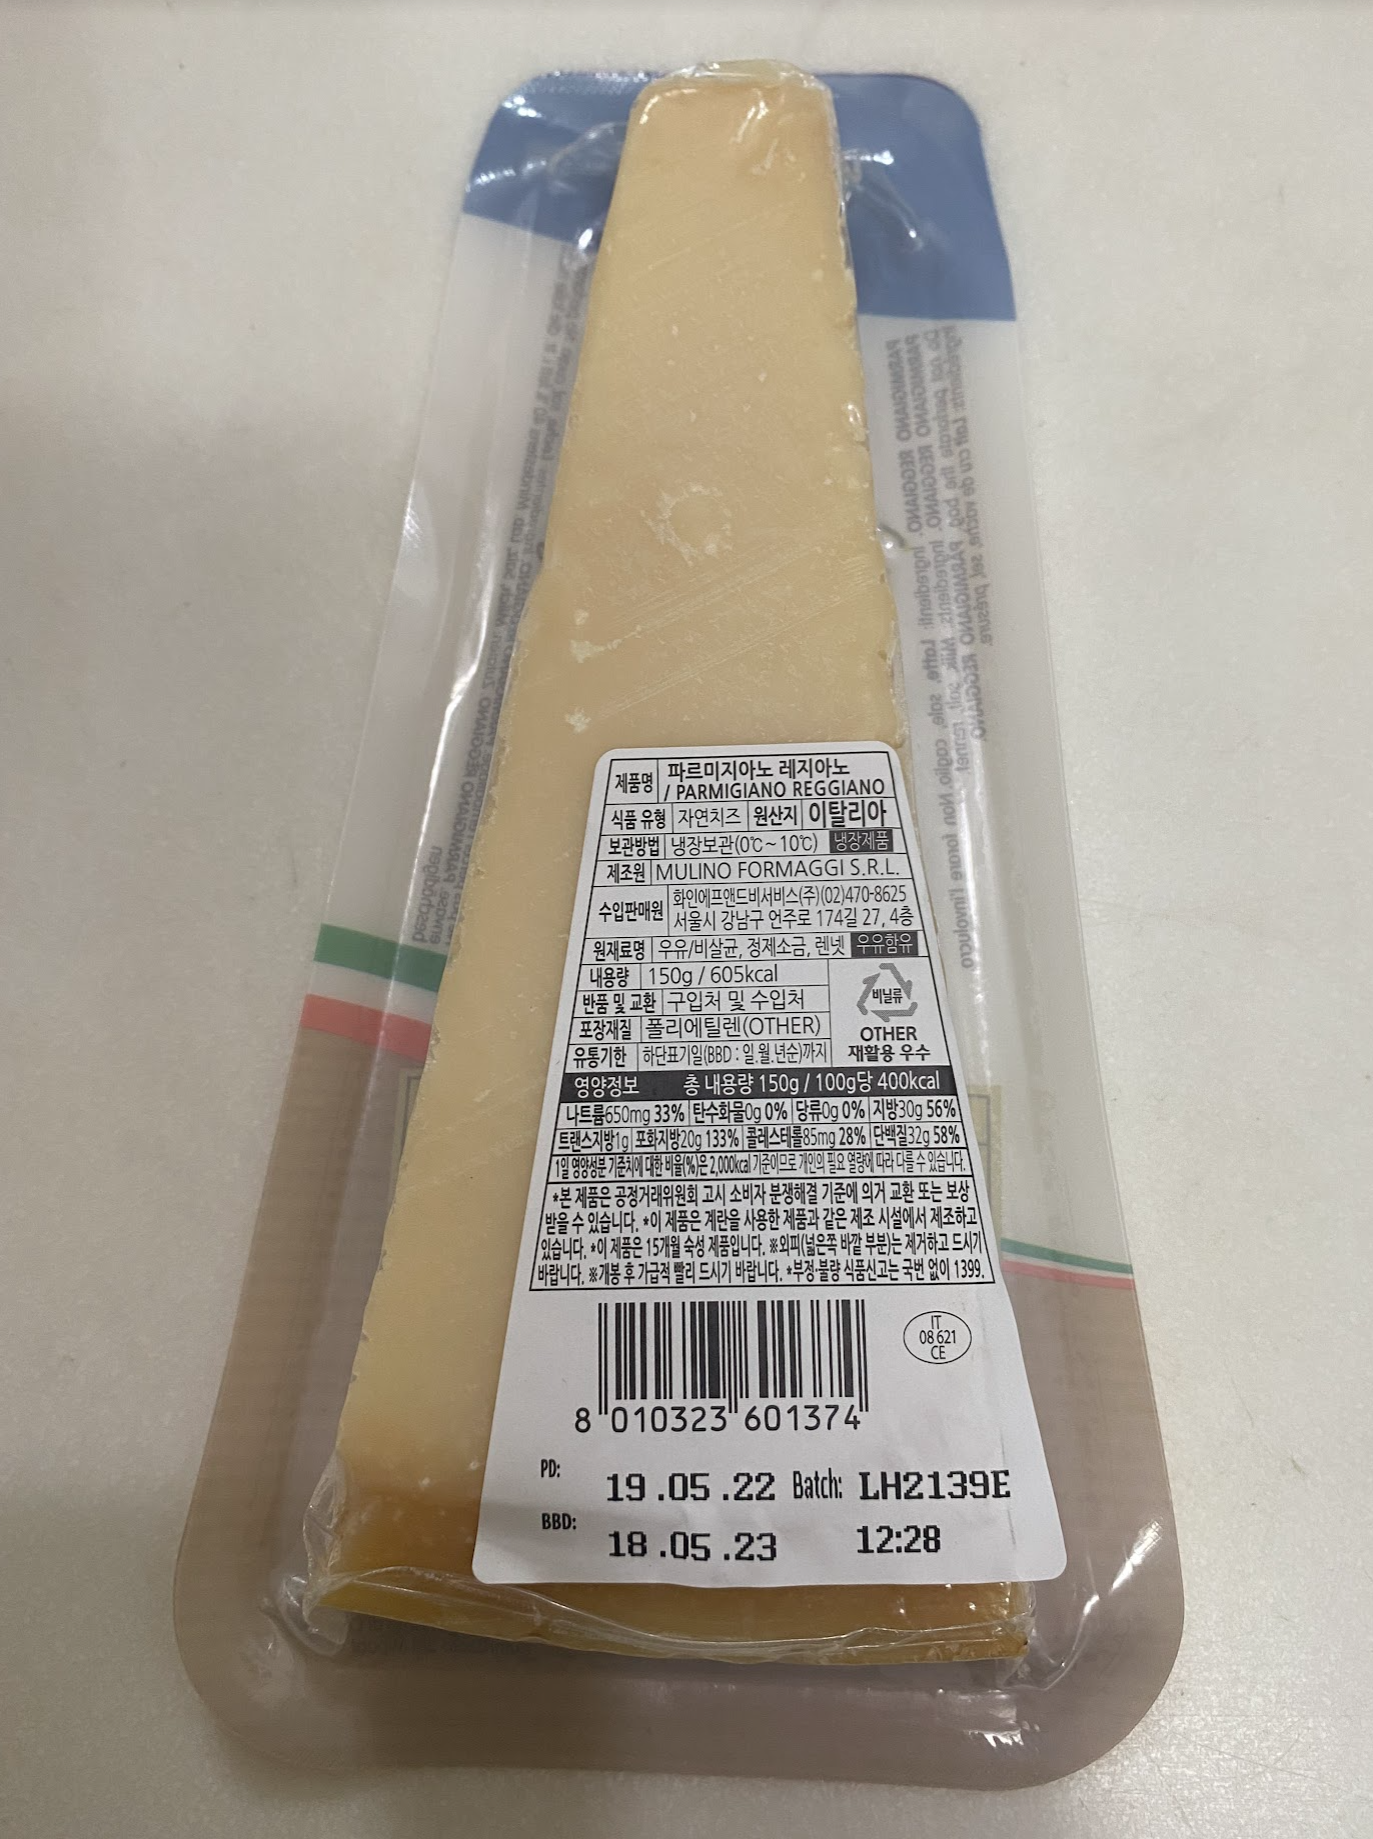 제품명 파르미지아노 레지아노
/ PARMIGIANO REGGIANO
식품 유형 자연치즈 원산지 이탈리아
보관방법 냉장보관(0℃~10℃) 냉장제품
제조원 MULINO FORMAGGI S.R.L.
수입판매원 화인에프앤드비서비스(주)(02)470-8625
서울시 강남구 언주로 174길 27, 4층
원재료명 우유/비살균, 정제소금, 렌넷 우유함유
내용량 150g / 605kcal
반품 및 교환 구입처 및 수입처
포장재질 폴리에틸렌(OTHER)
유통기한 하단표기일(BBD : 일.월.년순)까지
비닐류
OTHER
재활용 우수
영양정보 총 내용량 150g / 100g당 400kcal
나트륨650mg 33% 탄수화물0g 0% 당류0g 0% 지방30g 56%
트랜스지방1g 포화지방20g 133% 콜레스테롤85mg 28% 단백질32g 58%
1일 영양성분 기준치에 대한 비율(%)은 2,000kcal 기준이므로 개인의 필요 열량에 따라 다를 수 있습니다.
*본 제품은 공정거래위원회 고시 소비자 분쟁해결 기준에 의거 교환 또는 보상
받을 수 있습니다. *이 제품은 계란을 사용한 제품과 같은 제조 시설에서 제조하고
있습니다. *이 제품은 15개월 숙성 제품입니다. ※외피(넓은쪽 바깥 부분)는 제거하고 드시기
바랍니다. ※개봉 후 가급적 빨리 드시기 바랍니다. *부정·불량 식품신고는 국번 없이 1399.
IT
08 621
CE
8 010323 601374
PD: 19.05.22 Batch: LH2139E
BBD: 18.05.23 12:28